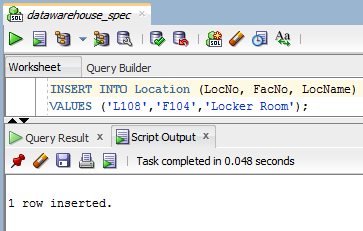 datawarehouse_spec
SQL
Worksheet Query Builder
INSERT INTO Location (LocNo, FacNo, LocName)
VALUES ('L108','F104','Locker Room');
Query Result Script Output
Task completed in 0.048 seconds
1 row inserted.